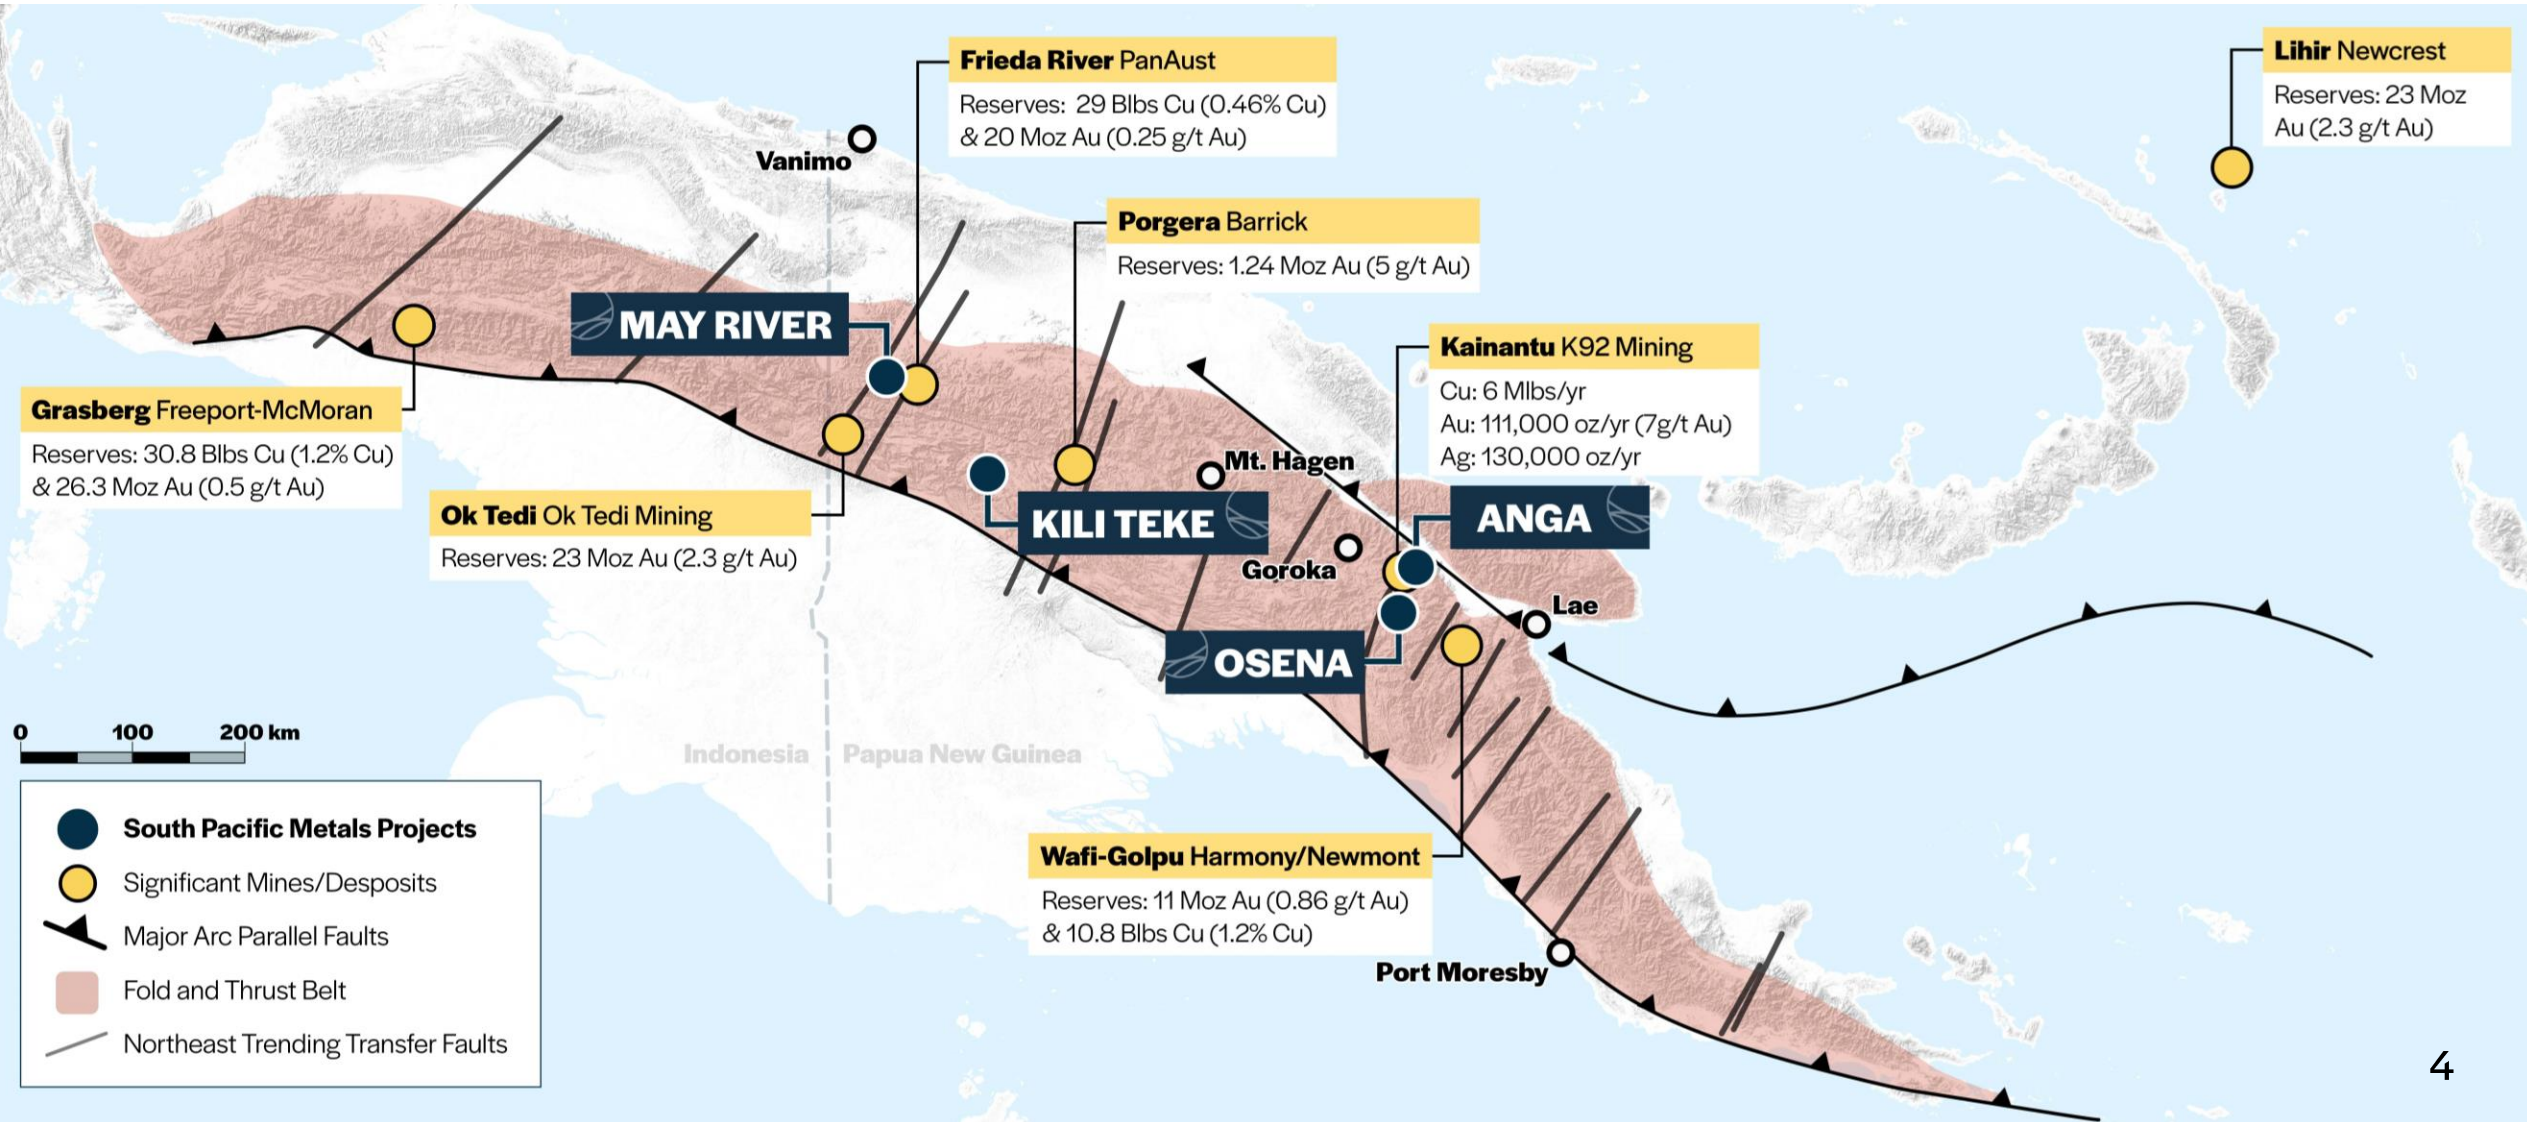 Frieda River PanAust
Reserves: 29 Blbs Cu (0.46% Cu)
& 20 Moz Au (0.25 g/t Au)
Lihir Newcrest
Reserves: 23 Moz
Au (2.3 g/t Au)
Vanimo
Porgera Barrick
Reserves: 1.24 Moz Au (5 g/t Au)
MAY RIVER
Kainantu K92 Mining
Cu: 6 Mlbs/yr
Au: 111,000 oz/yr (7g/t Au)
Ag: 130,000 oz/yr
Grasberg Freeport-McMoran
Reserves: 30.8 Blbs Cu (1.2% Cu)
& 26.3 Moz Au (0.5 g/t Au)
Mt. Hagen
Ok Tedi Ok Tedi Mining
Reserves: 23 Moz Au (2.3 g/t Au)
KILI TEKE
ANGA
Goroka
Lae
OSENA
0 100 200 km
Indonesia
Papua New Guinea
South Pacific Metals Projects
Significant Mines/Desposits
Major Arc Parallel Faults
Fold and Thrust Belt
Northeast Trending Transfer Faults
Wafi-Golpu Harmony/Newmont
Reserves: 11 Moz Au (0.86 g/t Au)
& 10.8 Blbs Cu (1.2% Cu)
Port Moresby
4